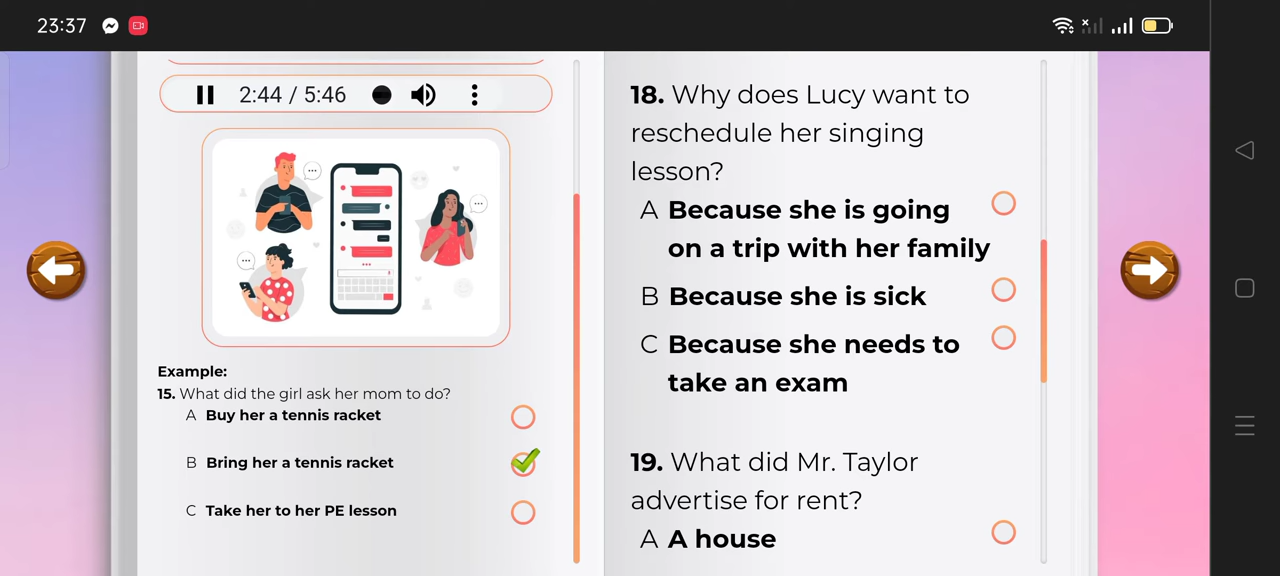 23:37
2:44 / 5:46
Example:
15. What did the girl ask her mom to do?
A Buy her a tennis racket
B Bring her a tennis racket
C Take her to her PE lesson
18. Why does Lucy want to
reschedule her singing
lesson?
A Because she is going
on a trip with her family
B Because she is sick
C Because she needs to
take an exam
19. What did Mr. Taylor
advertise for rent?
A A house